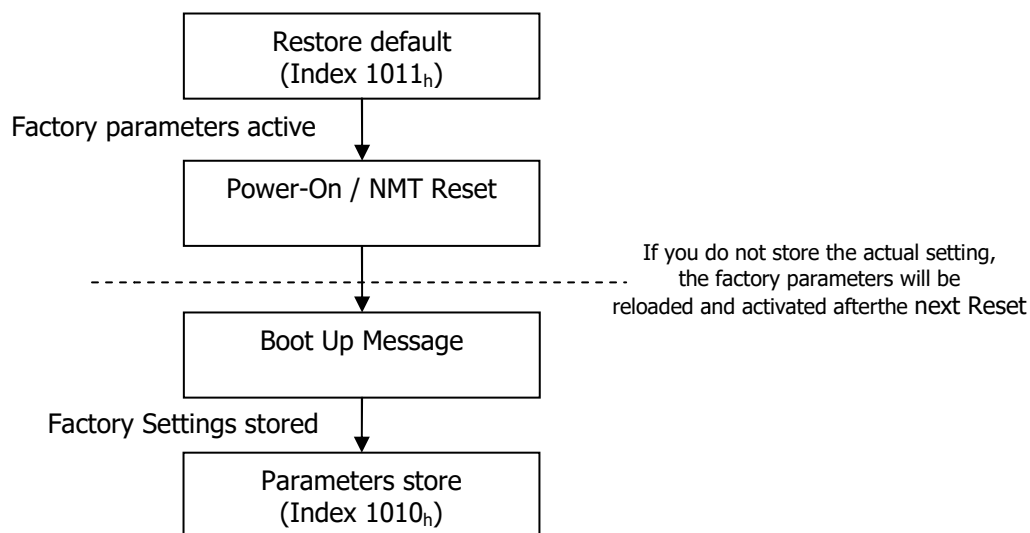 Restore default
(Index 1011h)
Factory parameters active
Power-On / NMT Reset
If you do not store the actual setting,
the factory parameters will be
reloaded and activated afterthe next Reset
Boot Up Message
Factory Settings stored
Parameters store
(Index 1010h)